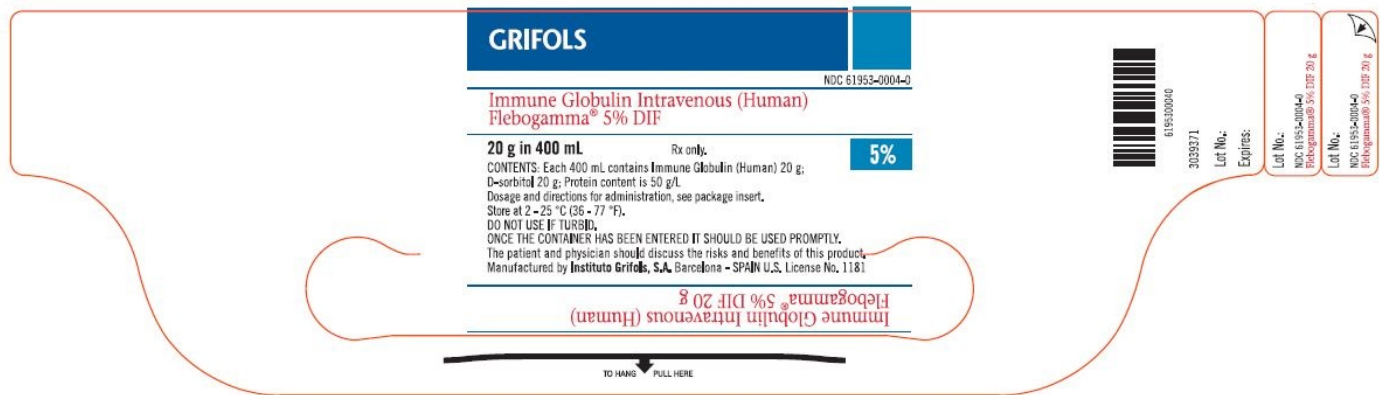 GRIFOLS
NDC 61953-0004-0
Immune Globulin Intravenous (Human)
Flebogamma® 5% DIF
20 g in 400 mL Rx only.
5%
CONTENTS: Each 400 mL contains Immune Globulin (Human) 20 g;
D-sorbitol 20 g; Protein content is 50 g/L
Dosage and directions for administration, see package insert.
Store at 2 - 25 °C (36 - 77 °F).
DO NOT USE IF TURBID.
ONCE THE CONTAINER HAS BEEN ENTERED IT SHOULD BE USED PROMPTLY.
The patient and physician should discuss the risks and benefits of this product.
Manufactured by Instituto Grifols, S.A. Barcelona - SPAIN U.S. License No. 1181
Immune Globulin Intravenous (Human)
Flebogamma® 5% DIF 20 g
TO HANG PULL HERE
6195300040
3039371
Lot No.:
Expires:
Lot No.:
NDC 61953-0004-0
Flebogamma® 5% DIF 20 g
Lot No.:
NDC 61953-0004-0
Flebogamma® 5% DIF 20 g